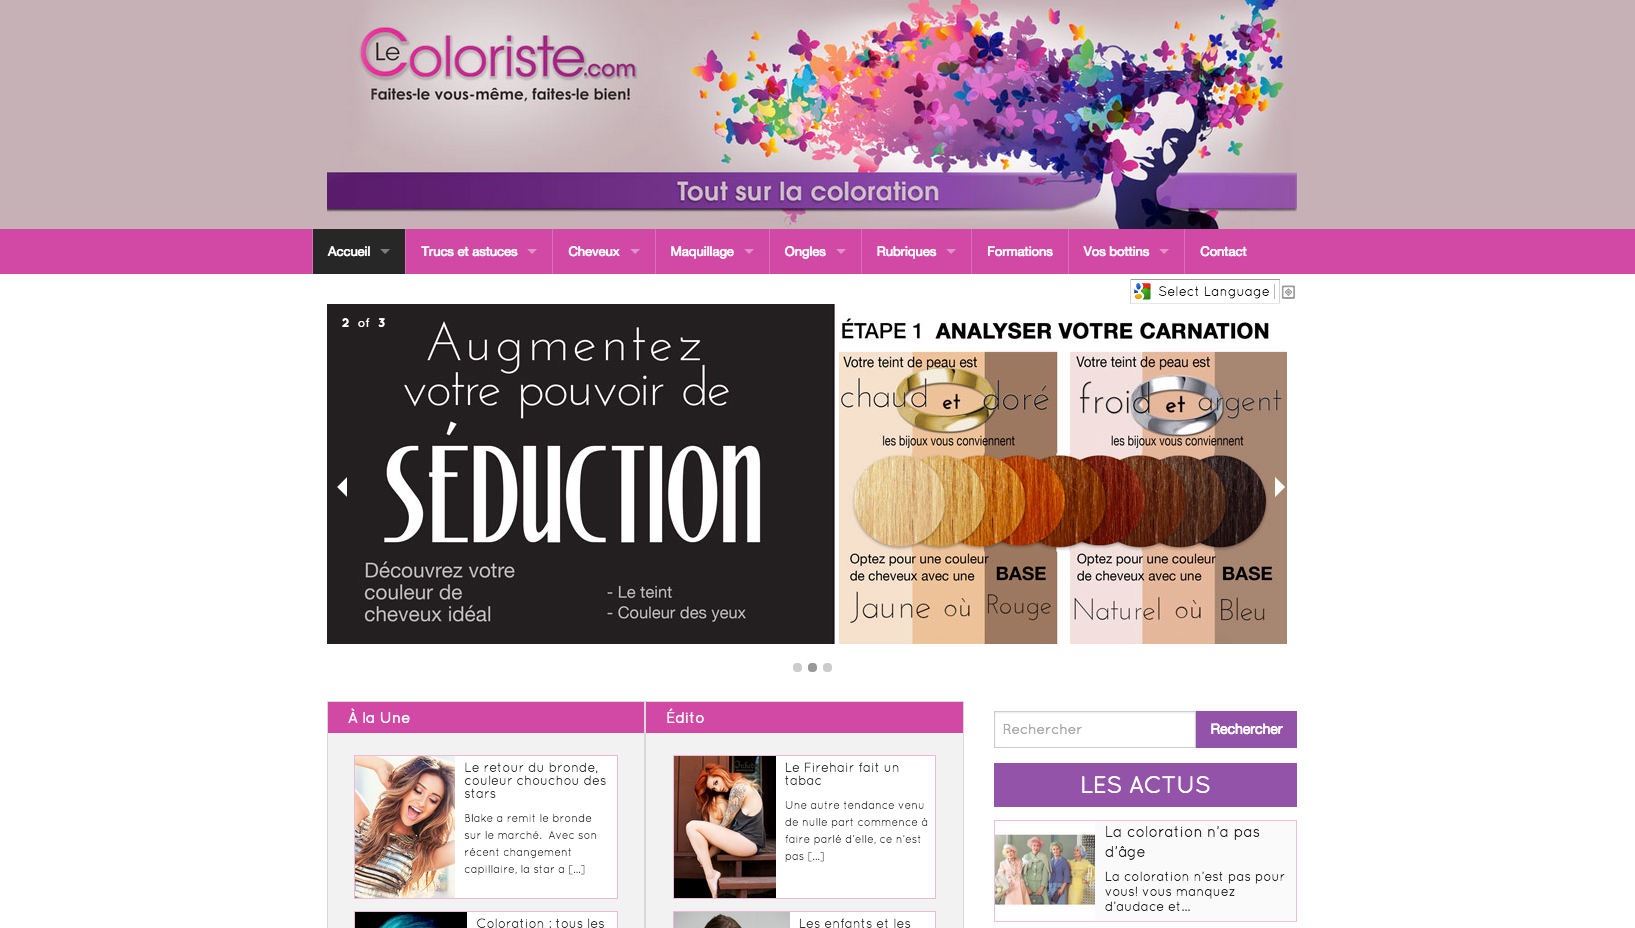 Le Coloriste.com
Faites-le vous-même, faites-le bien!
Tout sur la coloration
Accueil
Trucs et astuces
Cheveux
Maquillage
Ongles
Rubriques
Formations
Vos bottins
Contact
Select Language
2 of 3
Augmentez
votre pouvoir de
SÉDUCTION
Découvrez votre
couleur de
cheveux idéal
- Le teint
- Couleur des yeux
ÉTAPE 1 ANALYSER VOTRE CARNATION
Votre teint de peau est
chaud et doré
les bijoux vous conviennent
Optez pour une couleur
de cheveux avec une BASE
Jaune où Rouge
Votre teint de peau est
froid et argent
les bijoux vous conviennent
Optez pour une couleur
de cheveux avec une BASE
Naturel où Bleu
À la Une
Le retour du bronde,
couleur chouchou des
stars
Blake a remit le bronde
sur le marché. Avec son
récent changement
capillaire, la star a [...]
Coloration : tous les
Édito
Le Firehair fait un
tabac
Une autre tendance venu
de nulle part commence à
faire parlé d'elle, ce n'est
pas [...]
Les enfants et les
Rechercher
Rechercher
LES ACTUS
La coloration n'a pas
d'âge
La coloration n'est pas pour
vous! vous manquez
d'audace et...